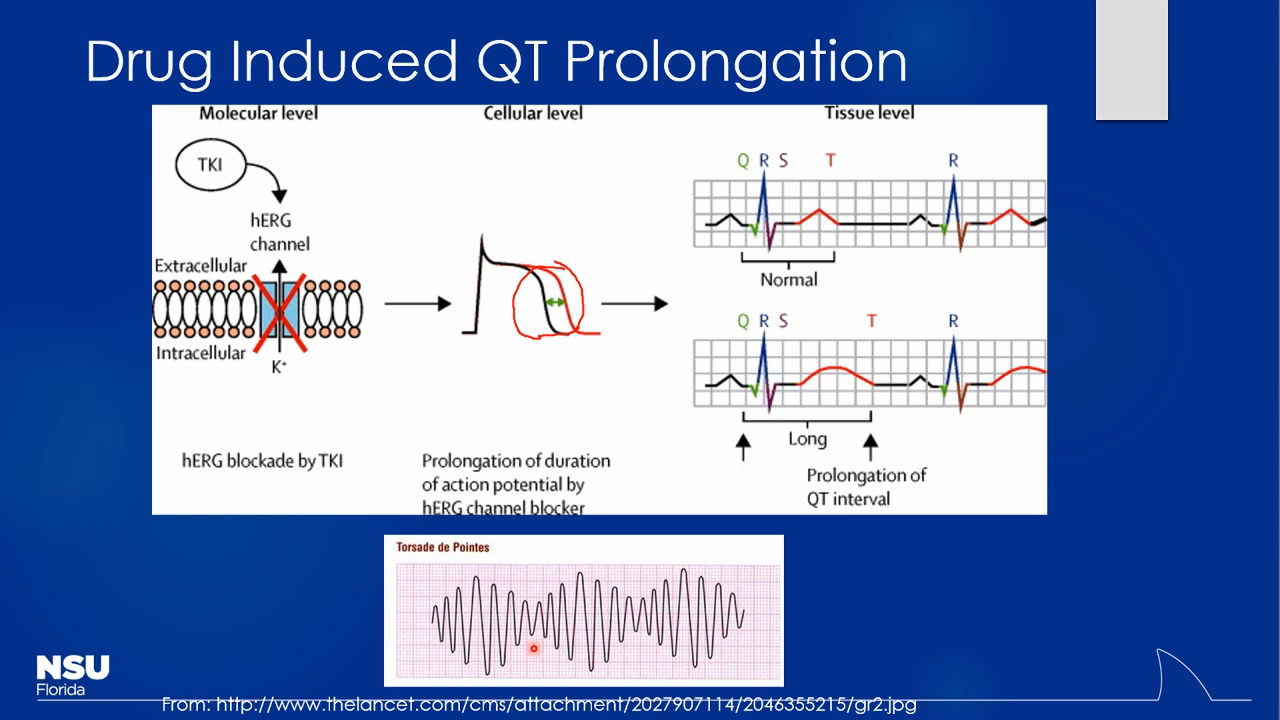 Drug Induced QT Prolongation
Molecular level
Cellular level
Tissue level
TKI
hERG
channel
Extracellular
Intracellular
K⁺
hERG blockade by TKI
Prolongation of duration
of action potential by
hERG channel blocker
Q R S T R
Normal
Q R S T R
Long
Prolongation of
QT interval
Torsade de Pointes
NSU
Florida
From: http://www.thelancet.com/cms/attachment/2027907114/2046355215/gr2.jpg